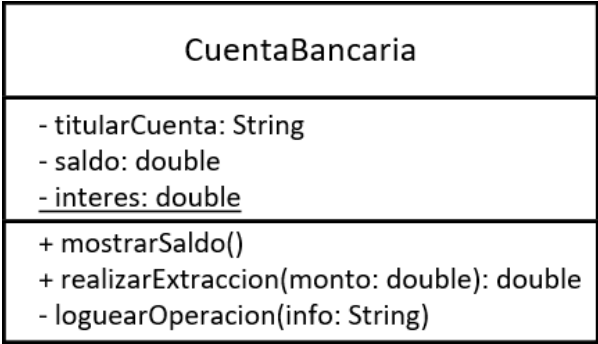 CuentaBancaria
- titularCuenta: String
- saldo: double
- interes: double
+ mostrarSaldo()
+ realizarExtraccion(monto: double): double
- loguearOperacion(info: String)